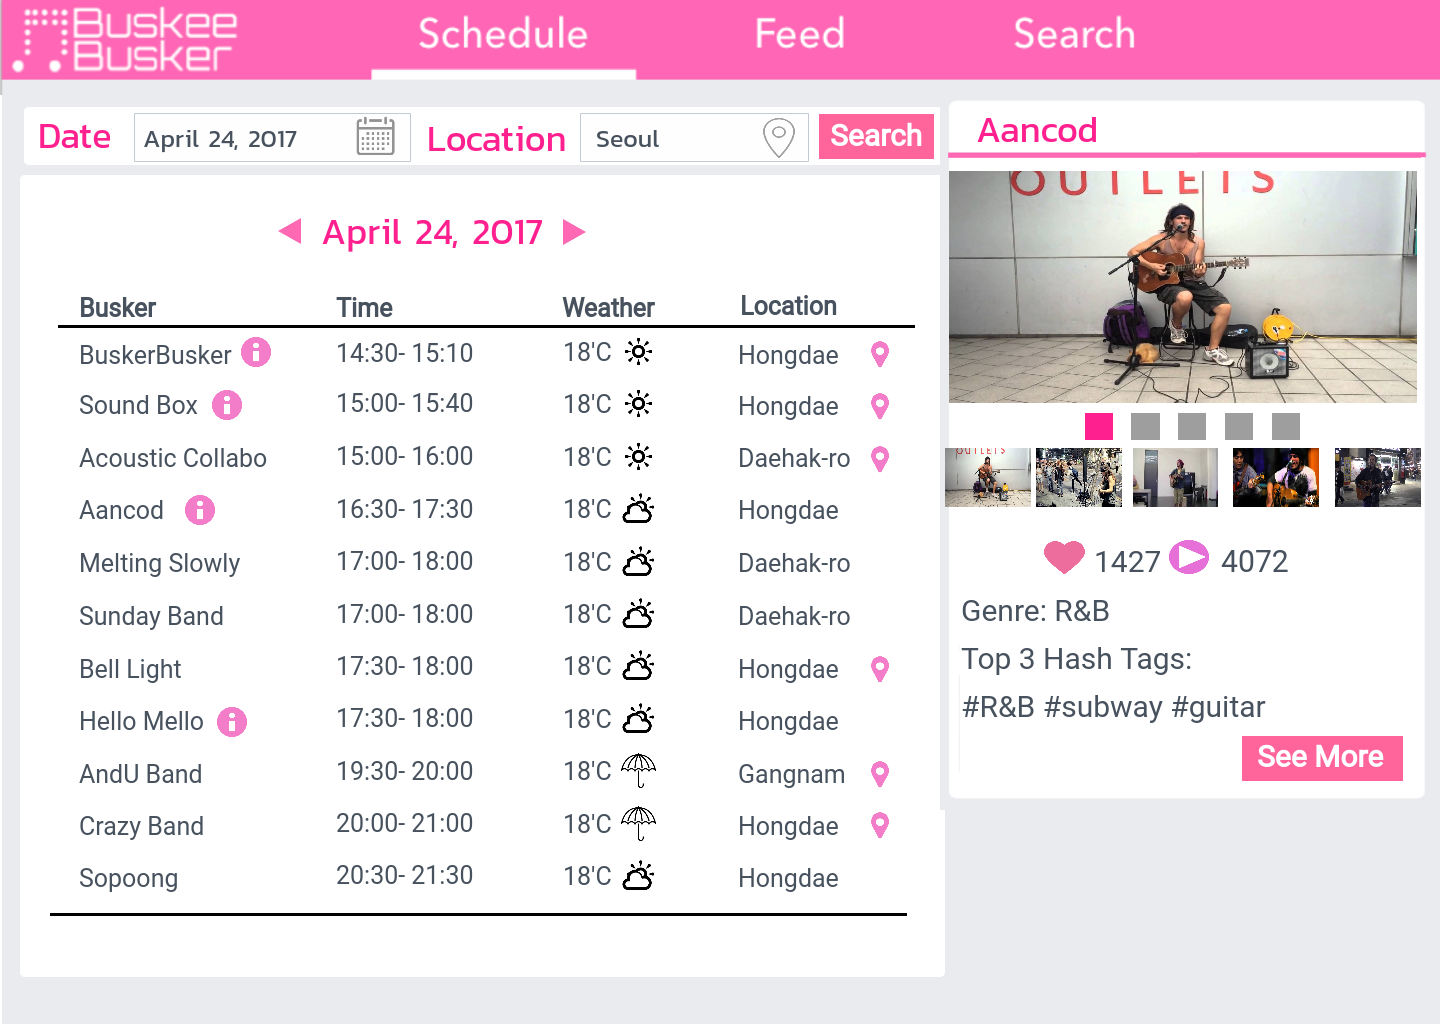 Buskee
Busker
Schedule Feed Search
Date April 24, 2017 Location Seoul Search
April 24, 2017
Busker Time Weather Location
BuskerBusker 14:30- 15:10 18'C Hongdae
Sound Box 15:00- 15:40 18'C Hongdae
Acoustic Collabo 15:00- 16:00 18'C Daehak-ro
Aancod 16:30- 17:30 18'C Hongdae
Melting Slowly 17:00- 18:00 18'C Daehak-ro
Sunday Band 17:00- 18:00 18'C Daehak-ro
Bell Light 17:30- 18:00 18'C Hongdae
Hello Mello 17:30- 18:00 18'C Hongdae
AndU Band 19:30- 20:00 18'C Gangnam
Crazy Band 20:00- 21:00 18'C Hongdae
Sopoong 20:30- 21:30 18'C Hongdae
Aancod
OUTLETS
OUTLETS
1427 4072
Genre: R&B
Top 3 Hash Tags:
#R&B #subway #guitar
See More